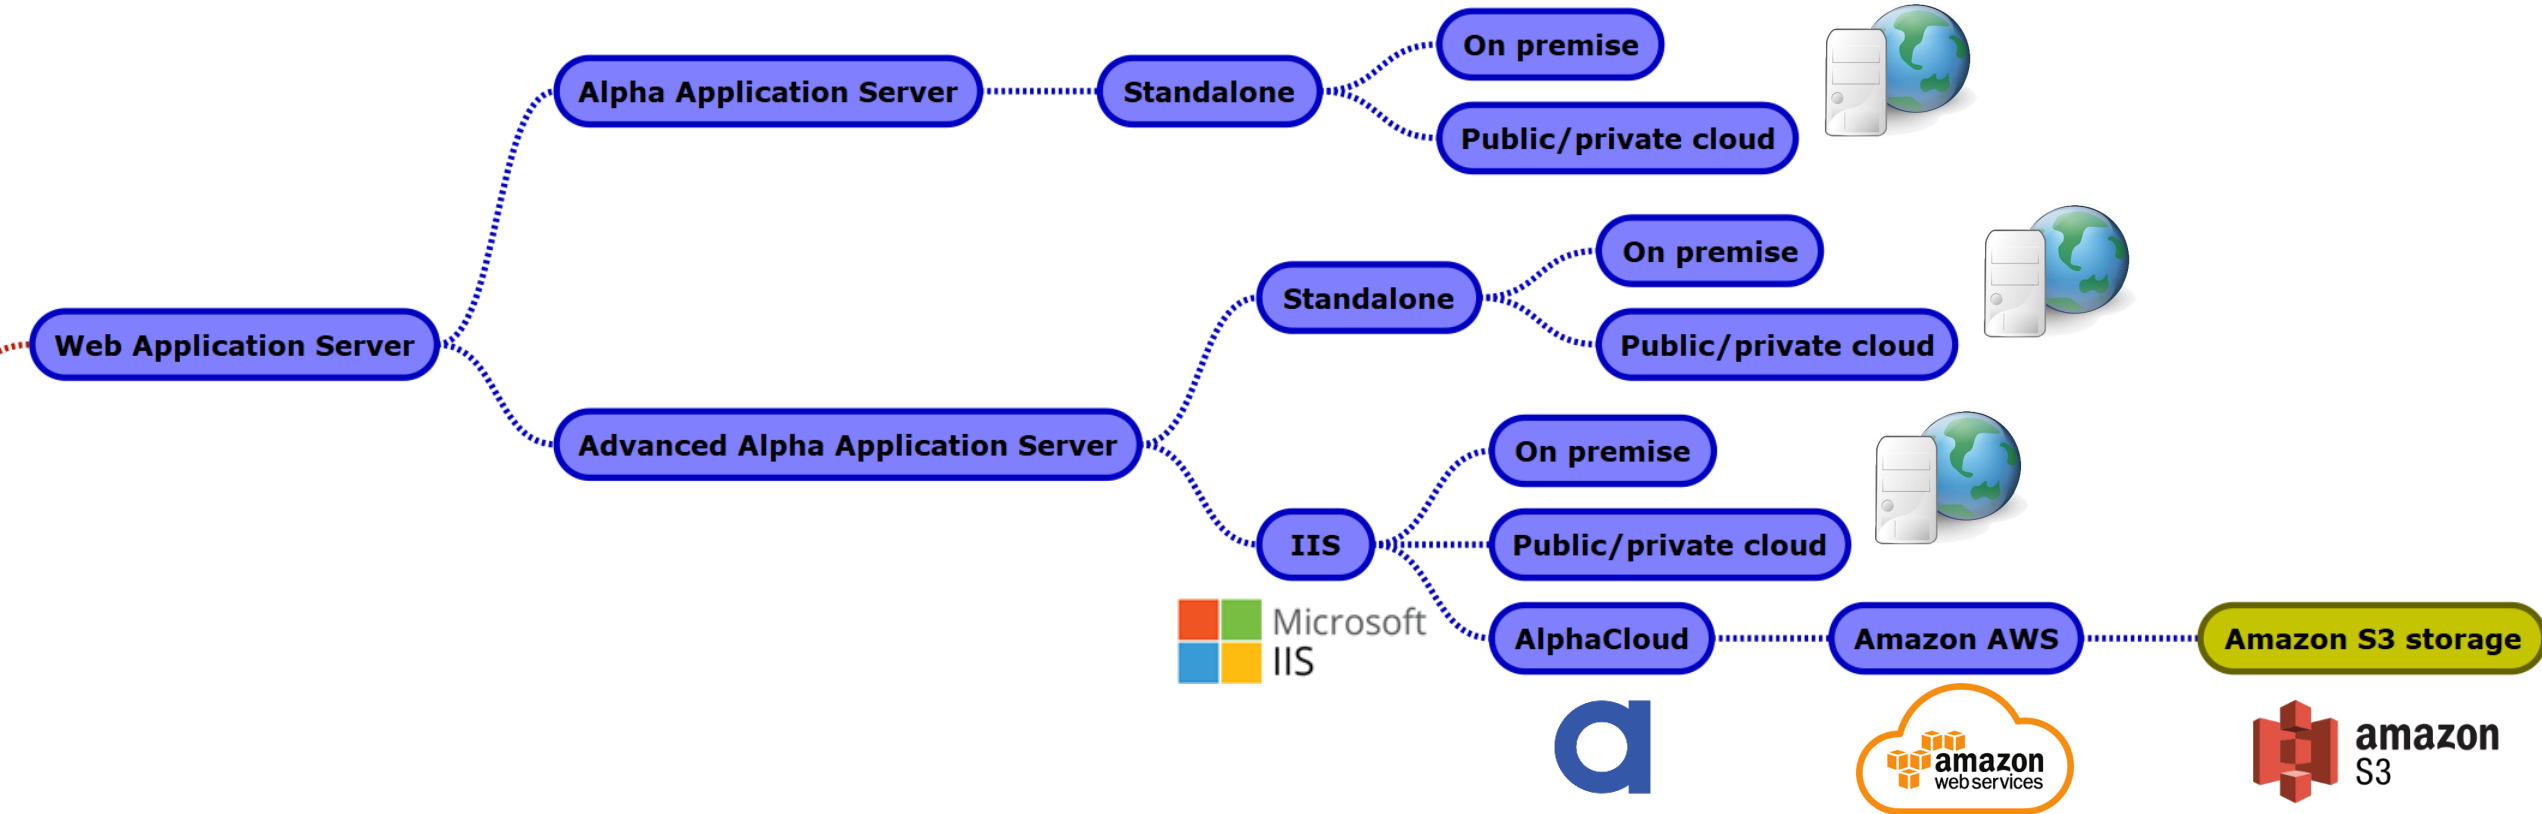 On premise
Alpha Application Server
Standalone
Public/private cloud
On premise
Standalone
Web Application Server
Public/private cloud
Advanced Alpha Application Server
On premise
IIS
Public/private cloud
Microsoft
IIS
AlphaCloud
Amazon AWS
Amazon S3 storage
amazon
web services
amazon
S3